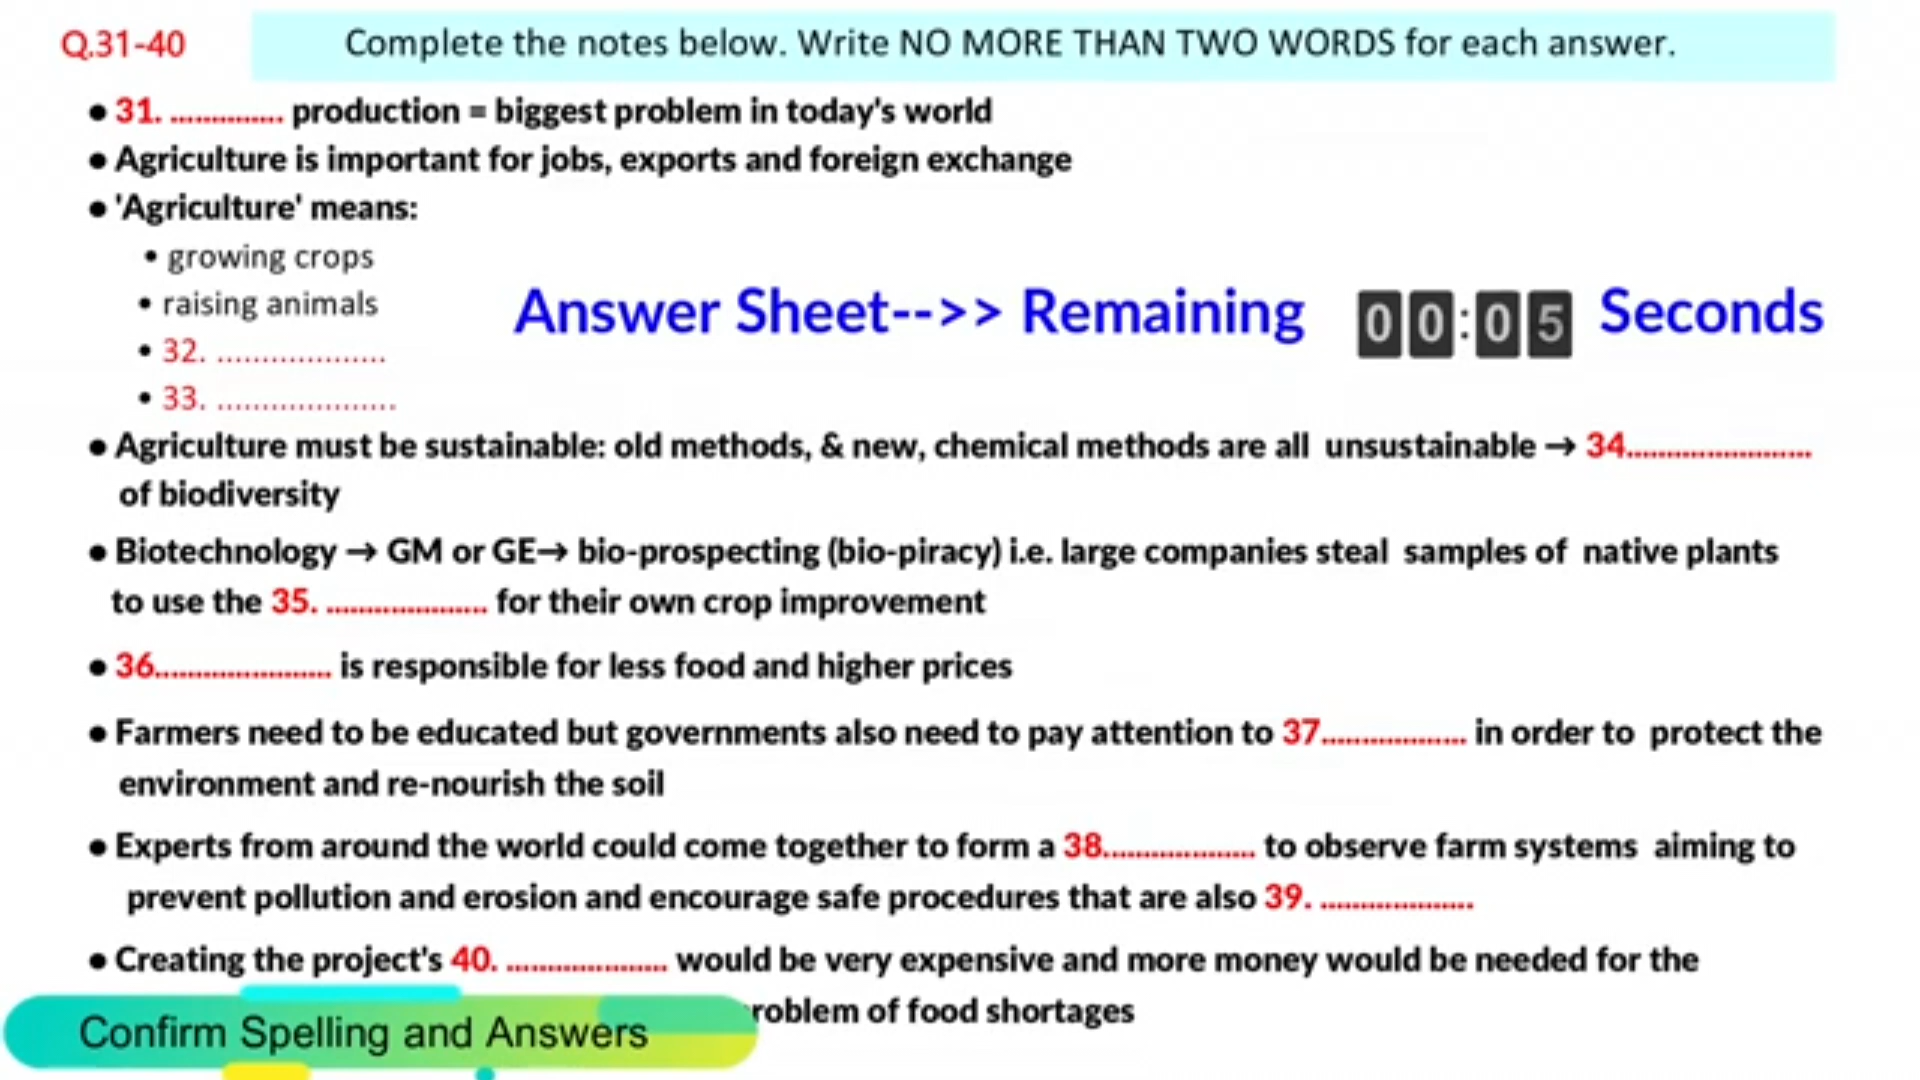 Q.31-40 Complete the notes below. Write NO MORE THAN TWO WORDS for each answer.
● 31. .............. production = biggest problem in today's world
● Agriculture is important for jobs, exports and foreign exchange
● 'Agriculture' means:
• growing crops
• raising animals
• 32. ...................
• 33. ....................
Answer Sheet-->> Remaining 00:05 Seconds
● Agriculture must be sustainable: old methods, & new, chemical methods are all unsustainable → 34.......................
of biodiversity
● Biotechnology → GM or GE→ bio-prospecting (bio-piracy) i.e. large companies steal samples of native plants
to use the 35. .................... for their own crop improvement
● 36...................... is responsible for less food and higher prices
● Farmers need to be educated but governments also need to pay attention to 37.................. in order to protect the
environment and re-nourish the soil
● Experts from around the world could come together to form a 38................... to observe farm systems aiming to
prevent pollution and erosion and encourage safe procedures that are also 39. ...................
● Creating the project's 40. .................... would be very expensive and more money would be needed for the
roblem of food shortages
Confirm Spelling and Answers